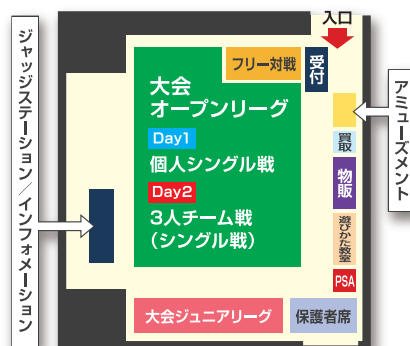 入口
フリー対戦
受付
大会
オープンリーグ
Day1
個人シングル戦
Day2
3人チーム戦
(シングル戦)
アミューズメント
買取
物販
遊びかた教室
PSA
ジャッジステーション/インフォメーション
大会ジュニアリーグ
保護者席